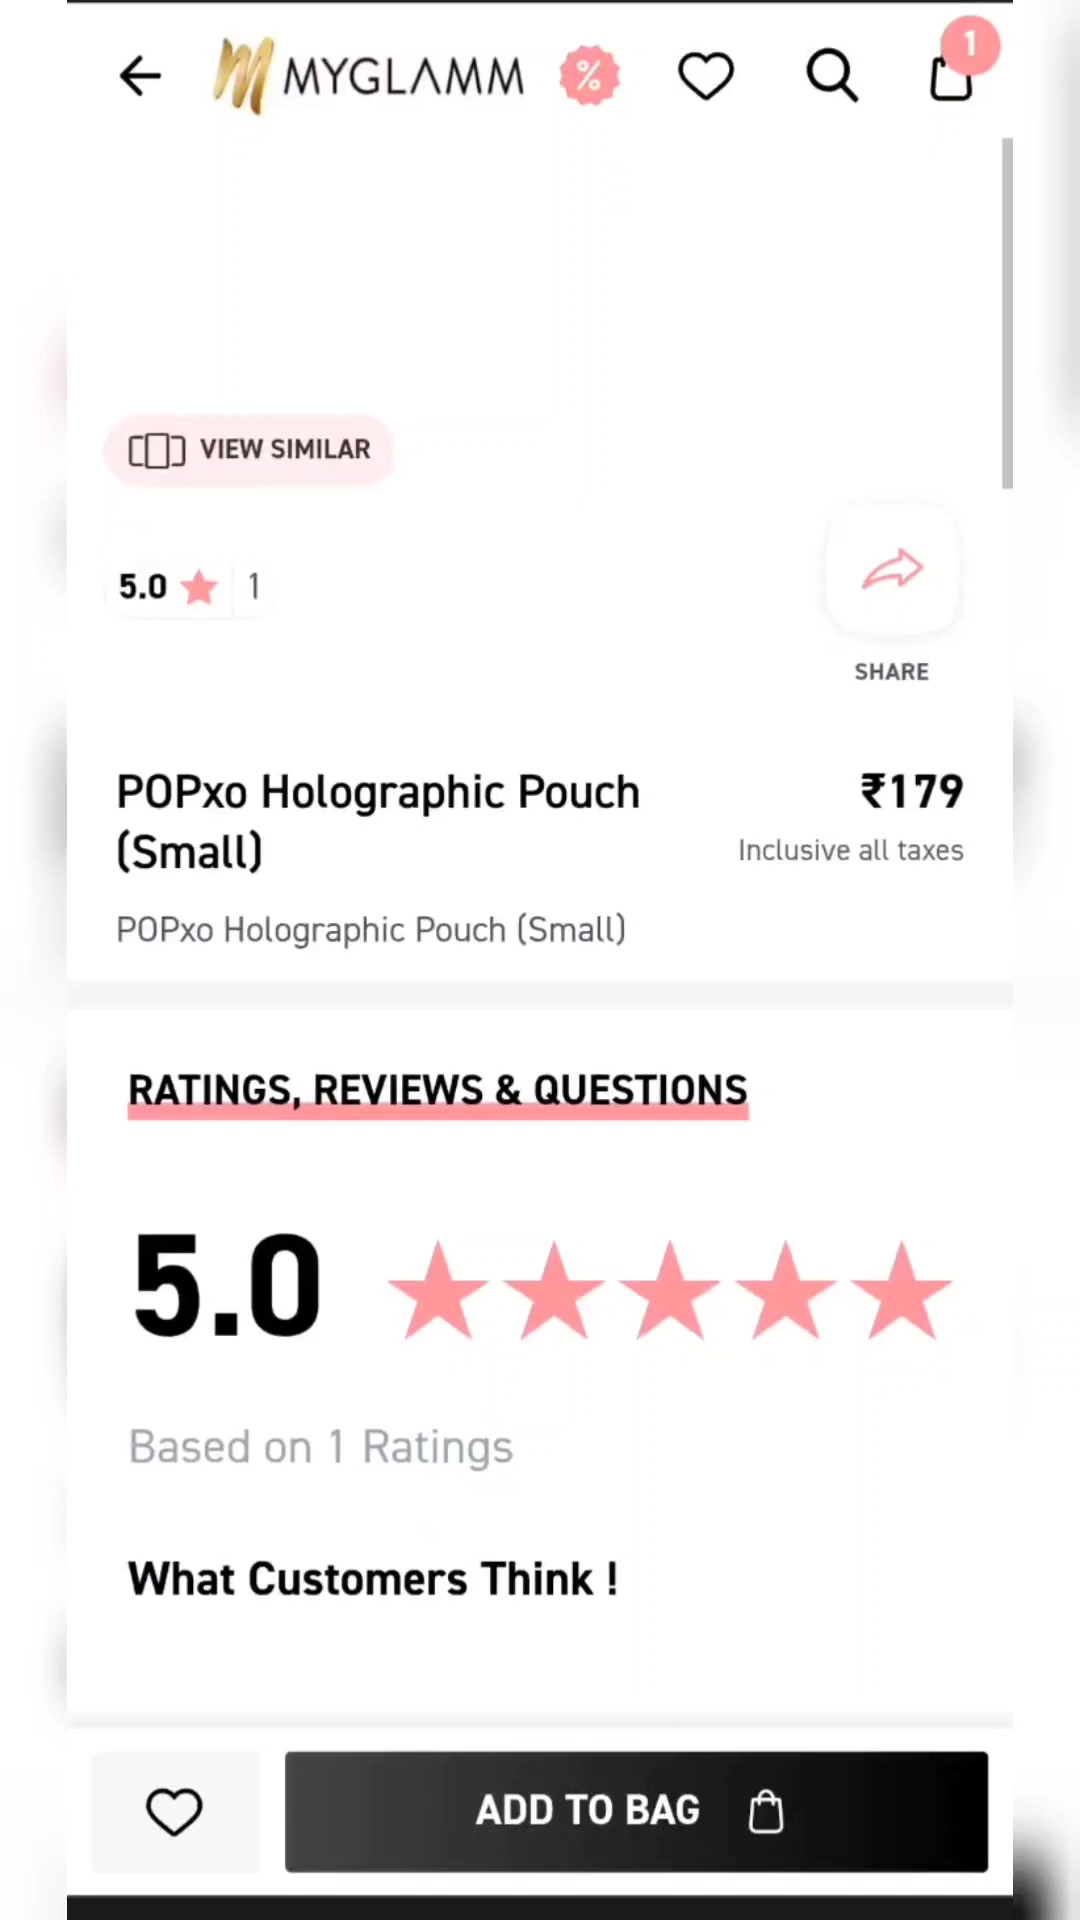 MYGLAMM
%
1
VIEW SIMILAR
5.0
1
SHARE
POPxo Holographic Pouch
(Small)
₹179
Inclusive all taxes
POPxo Holographic Pouch (Small)
RATINGS, REVIEWS & QUESTIONS
5.0
Based on 1 Ratings
What Customers Think !
ADD TO BAG